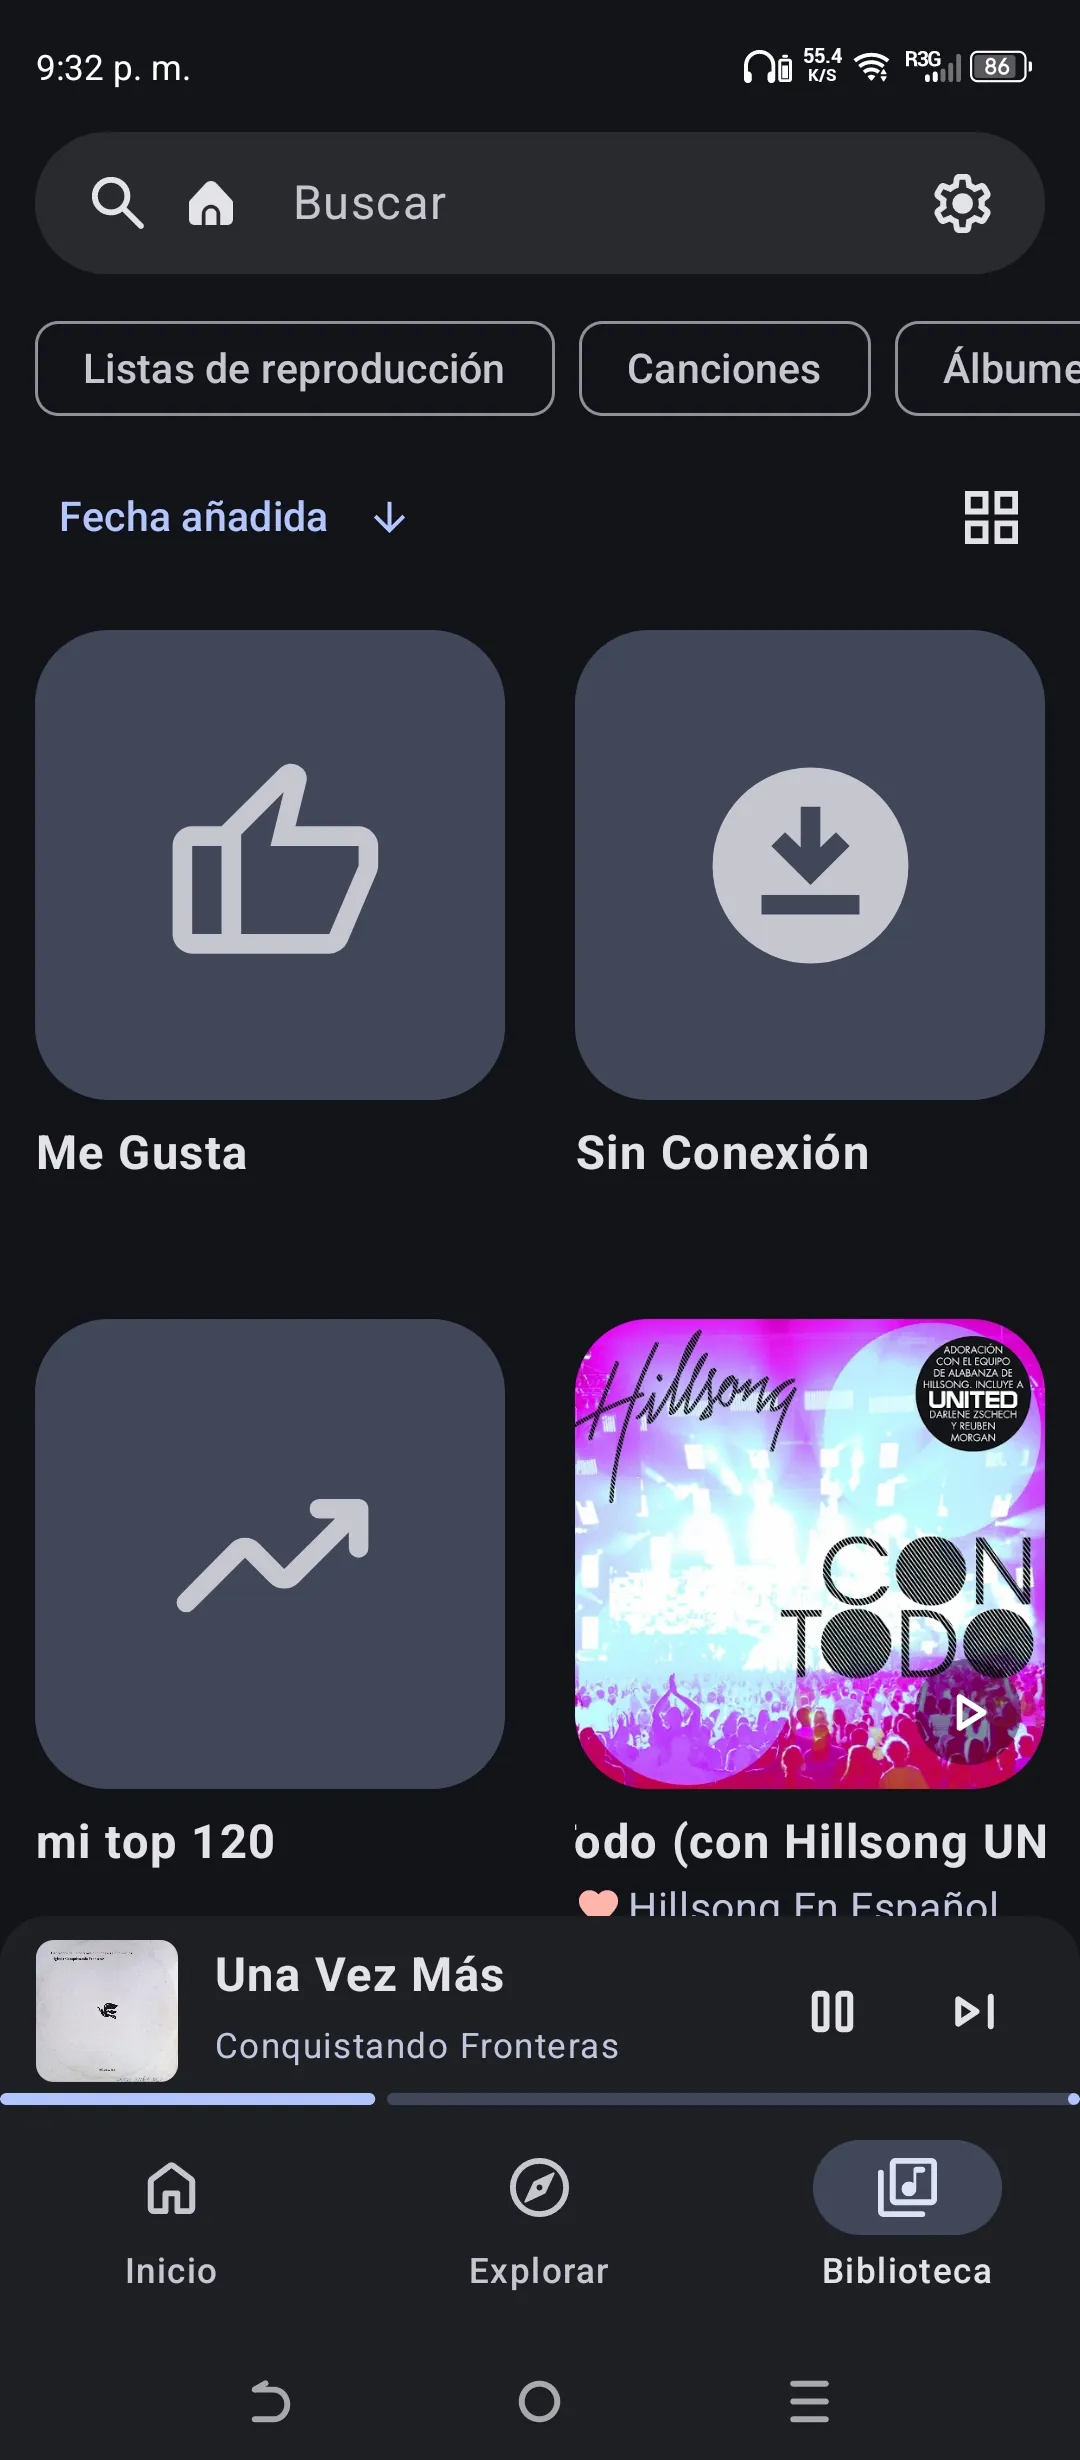 9:32 p. m.
55.4
K/S
R3G
86
Buscar
Listas de reproducción
Canciones
Álbume
Fecha añadida
Me Gusta
Sin Conexión
Hillsong
ADORACIÓN
CON EL EQUIPO
DE ALABANZA DE
HILLSONG. INCLUYE A
UNITED
DARLENE ZSCHECH
Y REUBEN
MORGAN
CON
TODO
mi top 120
odo (con Hillsong UN
Hillsong En Español
Una Vez Más
Conquistando Fronteras
Inicio
Explorar
Biblioteca